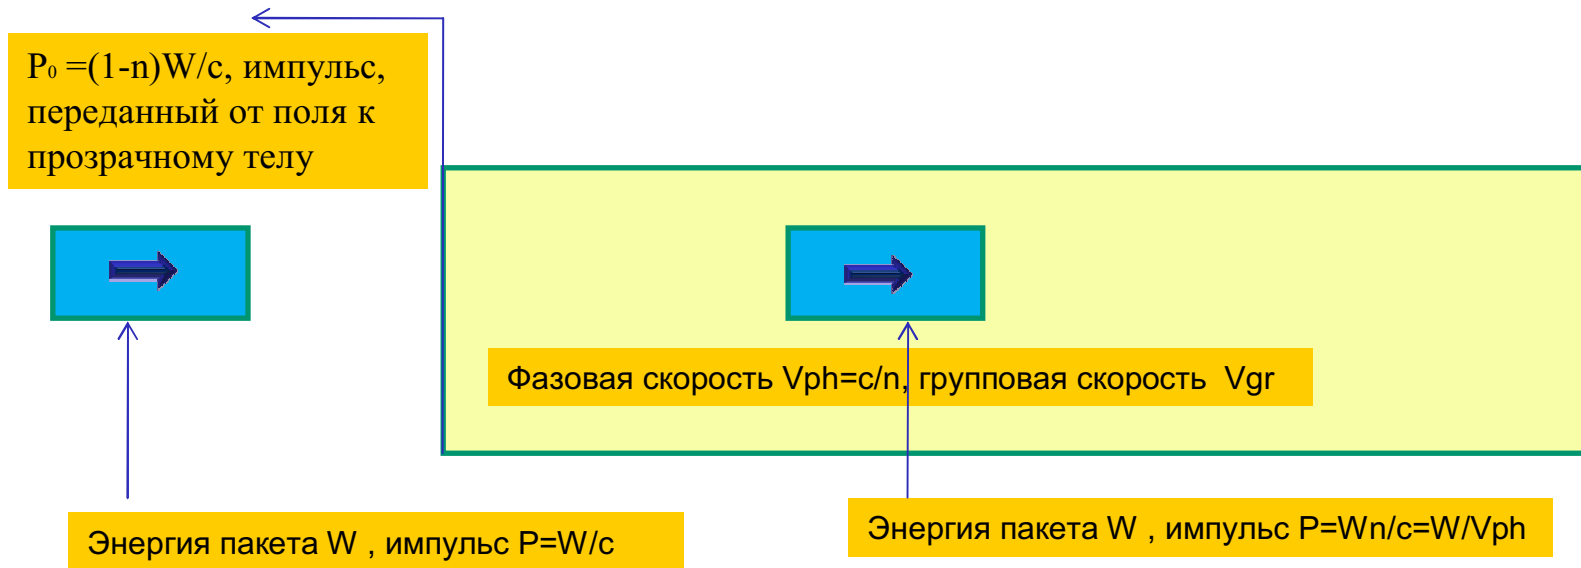 P₀ =(1-n)W/c, импульс,
переданный от поля к
прозрачному телу
Фазовая скорость Vph=c/n, групповая скорость Vgr
Энергия пакета W , импульс P=W/c
Энергия пакета W , импульс P=Wn/c=W/Vph